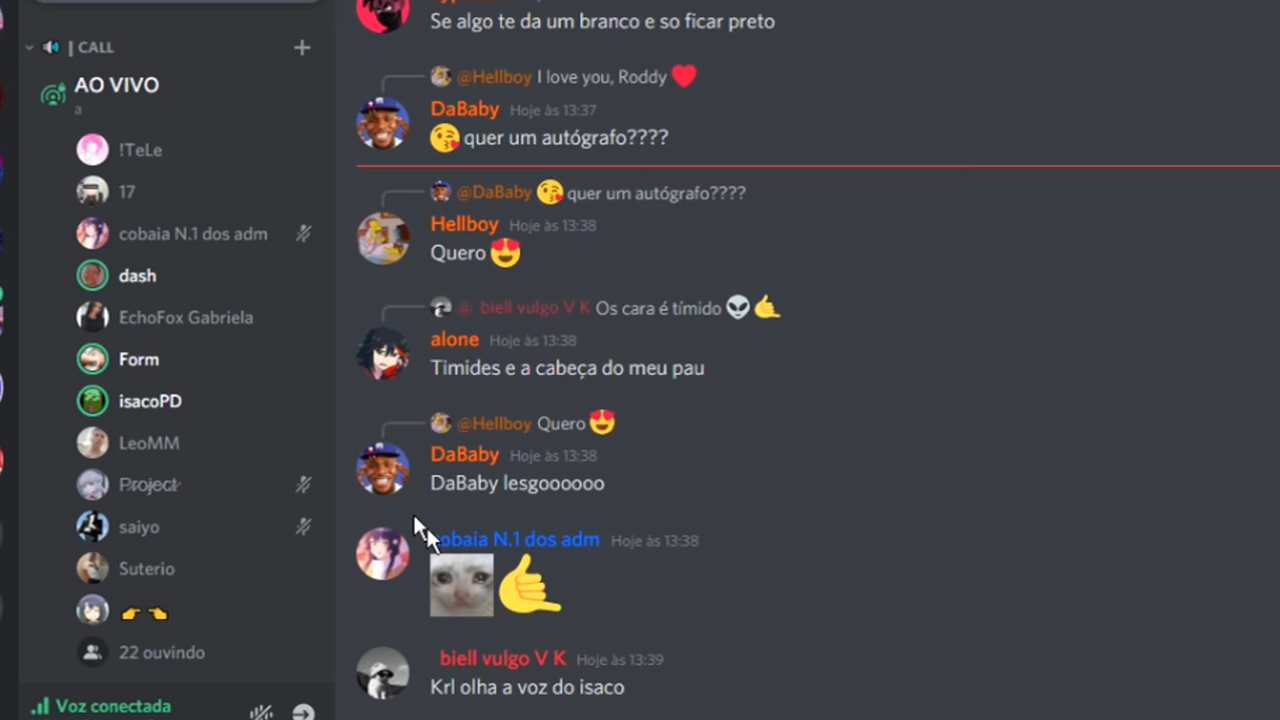 | CALL
AO VIVO
a
!TeLe
17
cobaia N.1 dos adm
dash
EchoFox Gabriela
Form
isacoPD
LeoMM
Project
saiyo
Suterio
👉 👈
22 ouvindo
Voz conectada
Se algo te da um branco e so ficar preto
@Hellboy I love you, Roddy ❤️
DaBaby Hoje às 13:37
😘 quer um autógrafo????
@DaBaby 😘 quer um autógrafo????
Hellboy Hoje às 13:38
Quero 😍
@ biell vulgo V K Os cara é tímido 👽 🤙
alone Hoje às 13:38
Timides e a cabeça do meu pau
@Hellboy Quero 😍
DaBaby Hoje às 13:38
DaBaby lesgoooooo
cobaia N.1 dos adm Hoje às 13:38
🤙
biell vulgo V K Hoje às 13:39
Krl olha a voz do isaco